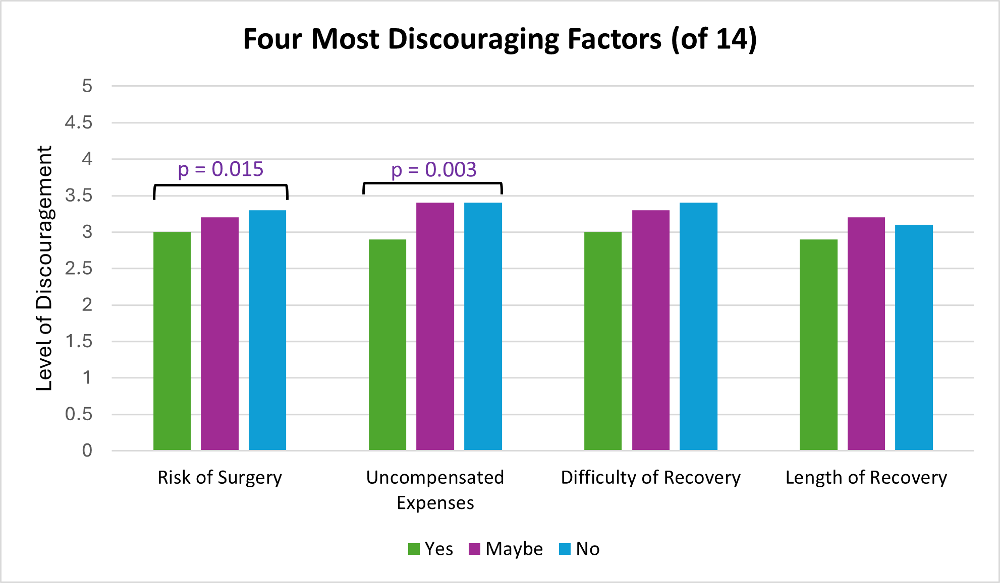 Four Most Discouraging Factors (of 14)
Level of Discouragement
5
4.5
4
3.5
3
2.5
2
1.5
1
0.5
0
p = 0.015
p = 0.003
Risk of Surgery
Uncompensated
Expenses
Difficulty of Recovery
Length of Recovery
Yes
Maybe
No